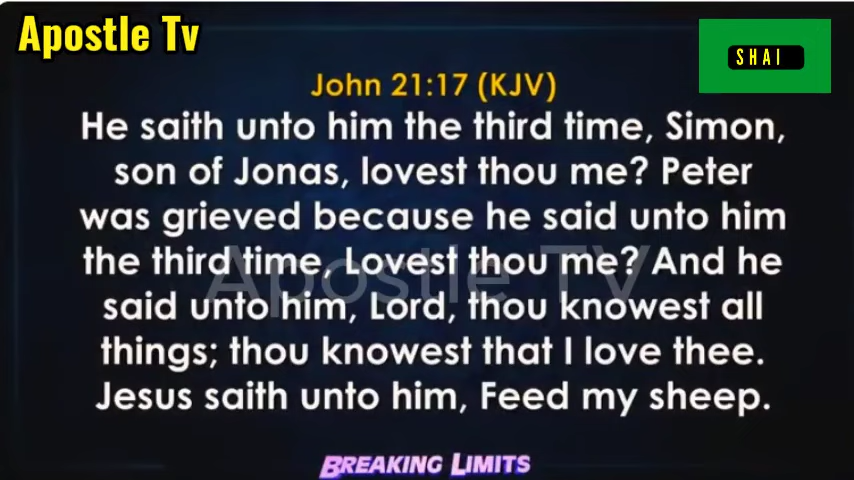 Apostle Tv
SHAI
John 21:17 (KJV)
He saith unto him the third time, Simon,
son of Jonas, lovest thou me? Peter
was grieved because he said unto him
the third time, Lovest thou me? And he
said unto him, Lord, thou knowest all
things; thou knowest that I love thee.
Jesus saith unto him, Feed my sheep.
Apostle TV
BREAKING LIMITS